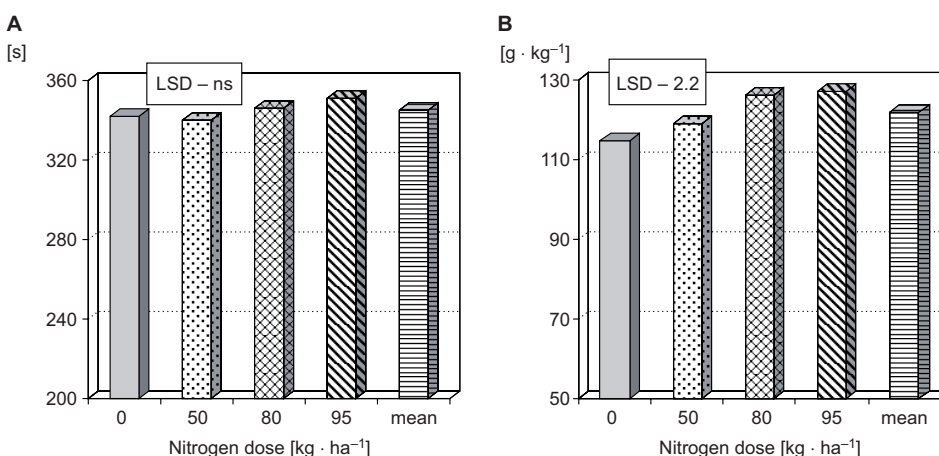 A
[s]
LSD – ns
360
320
280
240
200
0 50 80 95 mean
Nitrogen dose [kg · ha⁻¹]
B
[g · kg⁻¹]
LSD – 2.2
130
110
90
70
50
0 50 80 95 mean
Nitrogen dose [kg · ha⁻¹]